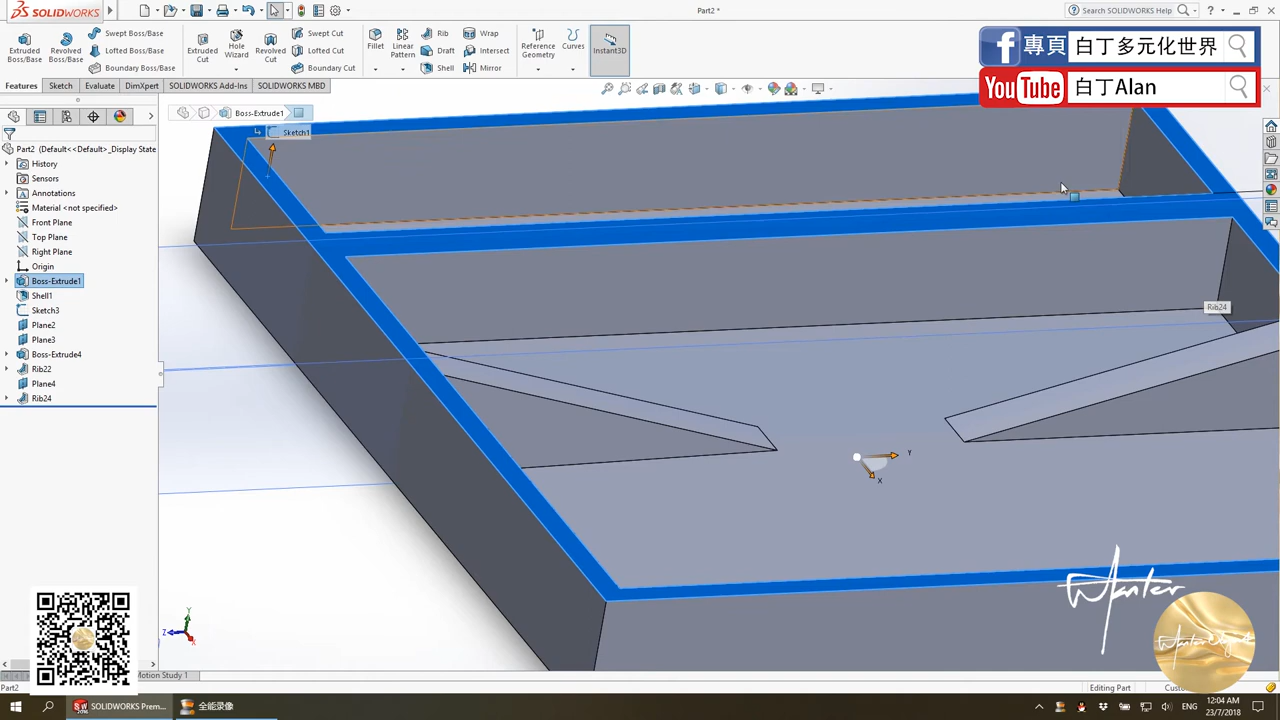 SOLIDWORKS
Part2 *
Search SOLIDWORKS Help
Extruded Boss/Base
Revolved Boss/Base
Swept Boss/Base
Lofted Boss/Base
Boundary Boss/Base
Extruded Cut
Hole Wizard
Revolved Cut
Swept Cut
Lofted Cut
Boundary Cut
Fillet
Linear Pattern
Rib
Draft
Shell
Wrap
Intersect
Mirror
Reference Geometry
Curves
Instant3D
專頁 白丁多元化世界
YouTube 白丁Alan
Features
Sketch
Evaluate
DimXpert
SOLIDWORKS Add-Ins
SOLIDWORKS MBD
Boss-Extrude1
Sketch1
Part2 (Default<<Default>_Display State
History
Sensors
Annotations
Material <not specified>
Front Plane
Top Plane
Right Plane
Origin
Boss-Extrude1
Shell1
Sketch3
Plane2
Plane3
Boss-Extrude4
Rib22
Plane4
Rib24
Rib24
Y
X
Y
Z
X
Motion Study 1
Part2
Editing Part
SOLIDWORKS Prem...
全能录像
12:04 AM
23/7/2018